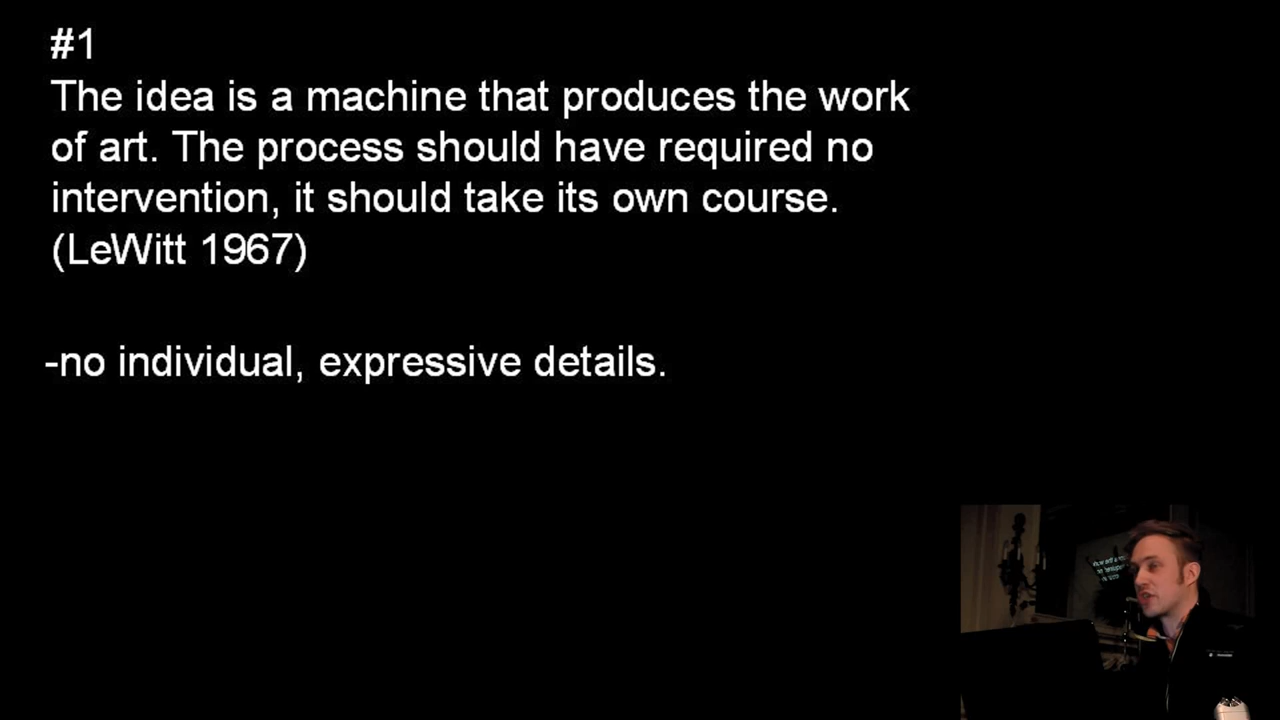 #1
The idea is a machine that produces the work
of art. The process should have required no
intervention, it should take its own course.
(LeWitt 1967)
-no individual, expressive details.